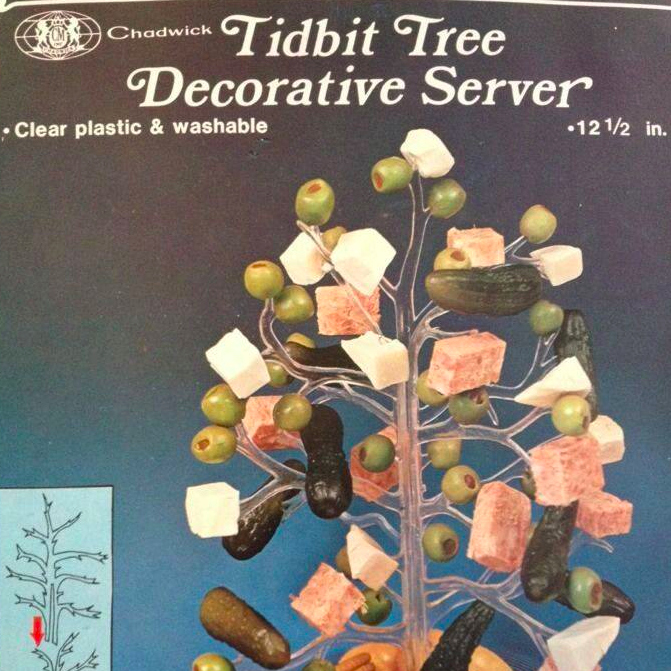 Chadwick Tidbit Tree
Decorative Server
• Clear plastic & washable
•12 1/2 in.